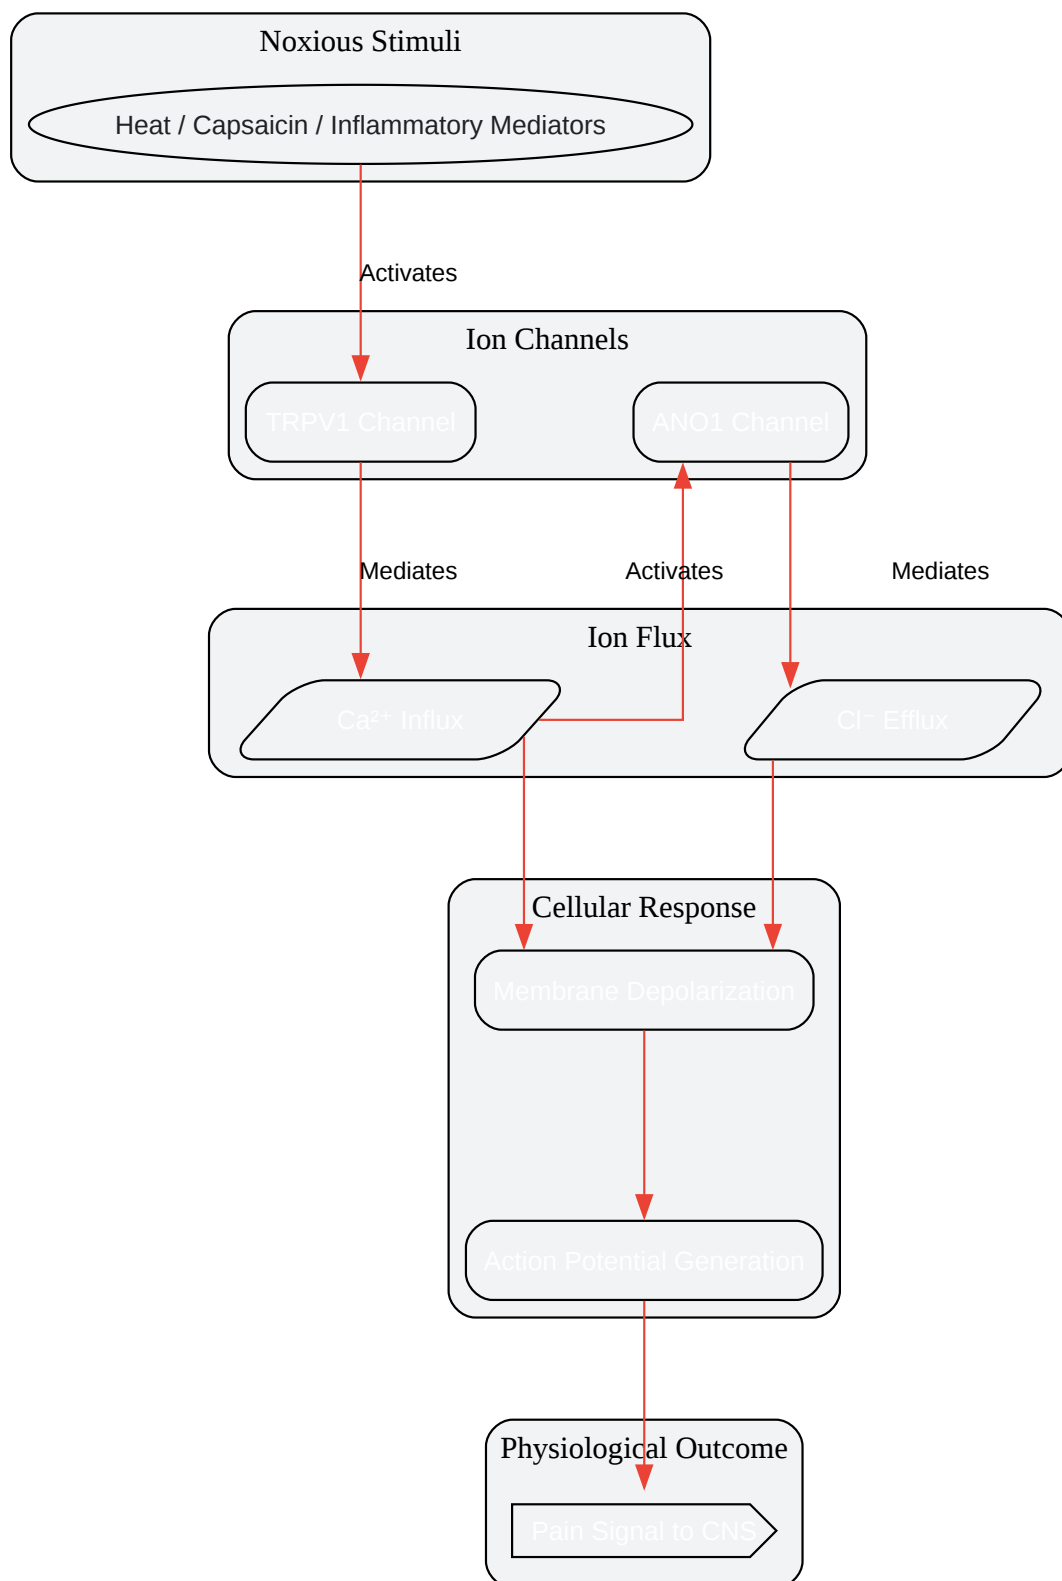 Noxious Stimuli
Heat / Capsaicin / Inflammatory Mediators
Activates
Ion Channels
TRPV1 Channel
ANO1 Channel
Mediates
Activates
Mediates
Ion Flux
Ca²⁺ Influx
Cl⁻ Efflux
Cellular Response
Membrane Depolarization
Action Potential Generation
Physiological Outcome
Pain Signal to CNS